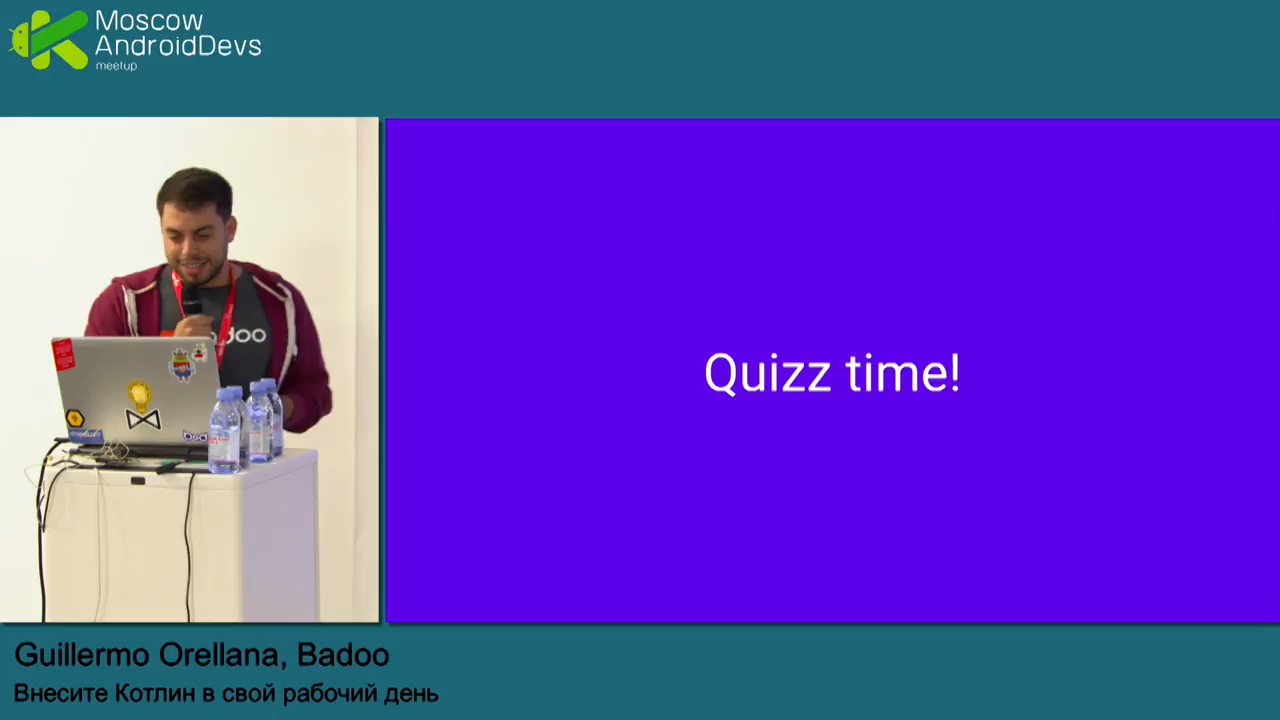 Moscow
AndroidDevs
meetup
Quizz time!
Guillermo Orellana, Badoo
Внесите Котлин в свой рабочий день